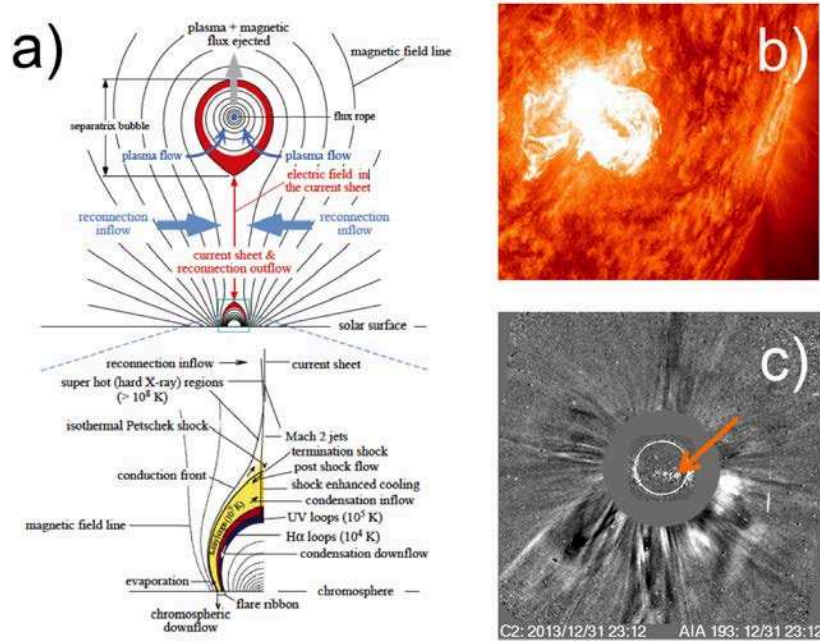 a)
plasma + magnetic
flux ejected
magnetic field line
separatrix bubble
flux rope
plasma flow
plasma flow
electric field in
the current sheet
reconnection
inflow
reconnection
inflow
current sheet &
reconnection outflow
solar surface
reconnection inflow
current sheet
super hot (hard X-ray) regions
(> 10⁸ K)
isothermal Petschek shock
Mach 2 jets
termination shock
conduction front
post shock flow
shock enhanced cooling
condensation inflow
magnetic field line
UV loops (10⁵ K)
Hα loops (10⁴ K)
condensation downflow
evaporation
flare ribbon
chromosphere
chromospheric
downflow
b)
c)
C2: 2013/12/31 23:12
AIA 193: 12/31 23:12